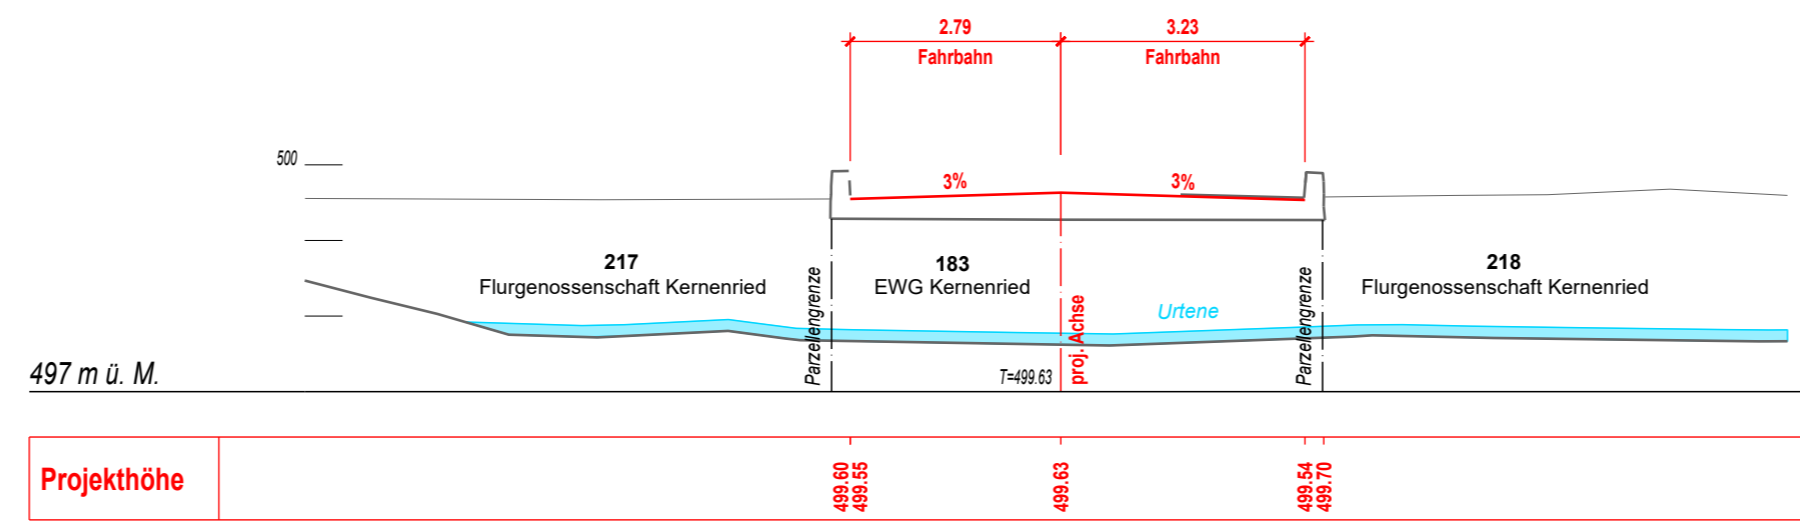 2.79
3.23
Fahrbahn
Fahrbahn
500
3%
3%
217
Flurgenossenschaft Kernenried
183
EWG Kernenried
218
Flurgenossenschaft Kernenried
Parzellengrenze
Urtene
proj. Achse
Parzellengrenze
T=499.63
497 m ü. M.
Projekthöhe
499.60
499.55
499.63
499.54
499.70